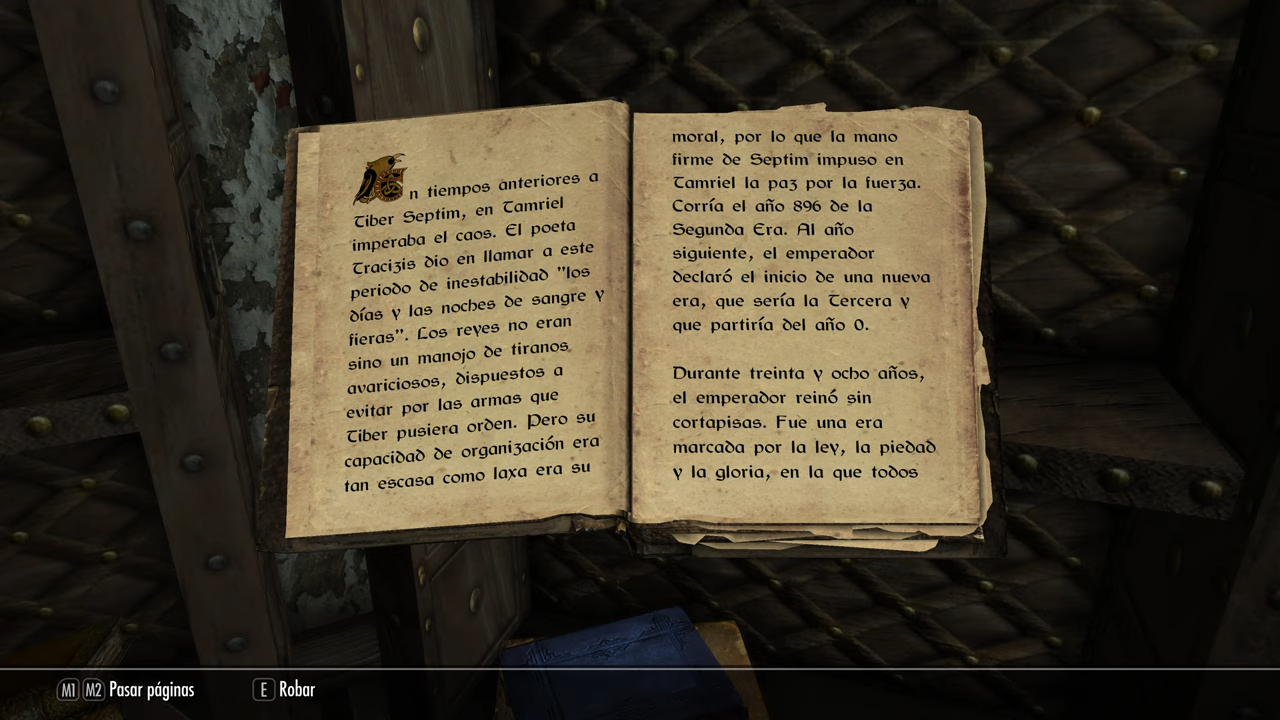 En tiempos anteriores a
Tiber Septim, en Tamriel
imperaba el caos. El poeta
Tracizis dio en llamar a este
periodo de inestabilidad "los
días y las noches de sangre y
fieras". Los reyes no eran
sino un manojo de tiranos
avariciosos, dispuestos a
evitar por las armas que
Tiber pusiera orden. Pero su
capacidad de organización era
tan escasa como laxa era su
moral, por lo que la mano
firme de Septim impuso en
Tamriel la paz por la fuerza.
Corría el año 896 de la
Segunda Era. Al año
siguiente, el emperador
declaró el inicio de una nueva
era, que sería la Tercera y
que partiría del año 0.
Durante treinta y ocho años,
el emperador reinó sin
cortapisas. Fue una era
marcada por la ley, la piedad
y la gloria, en la que todos
M1 M2 Pasar páginas
E Robar